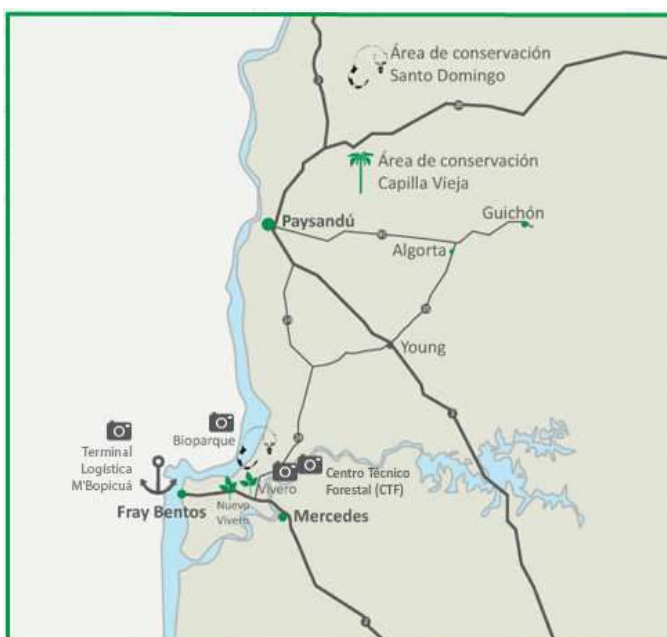 Área de conservación
Santo Domingo
Área de conservación
Capilla Vieja
Paysandú
Guichón
Algorta
Young
Bioparque
Terminal
Logística
M'Bopicuá
Centro Técnico
Forestal (CTF)
Vivero
Fray Bentos
Nuevo
Vivero
Mercedes